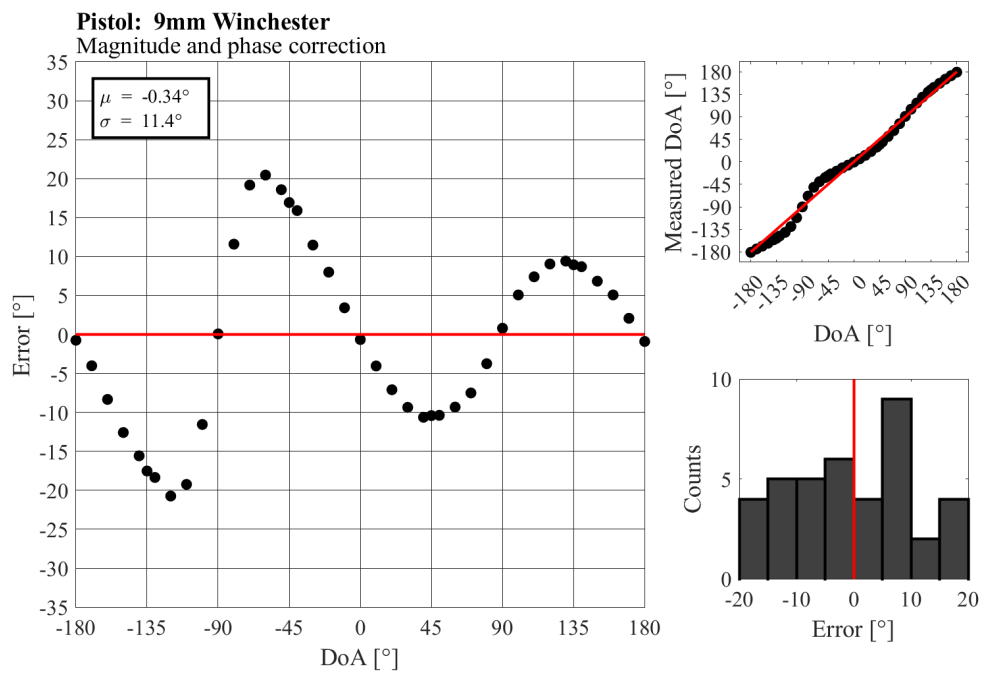 Pistol: 9mm Winchester
Magnitude and phase correction
μ = -0.34°
σ = 11.4°
35
30
25
20
15
10
5
0
-5
-10
-15
-20
-25
-30
-35
Error [°]
-180 -135 -90 -45 0 45 90 135 180
DoA [°]
180
135
90
45
0
-45
-90
-135
-180
Measured DoA [°]
-180 -135 -90 -45 0 45 90 135 180
DoA [°]
10
5
0
Counts
-20 -10 0 10 20
Error [°]